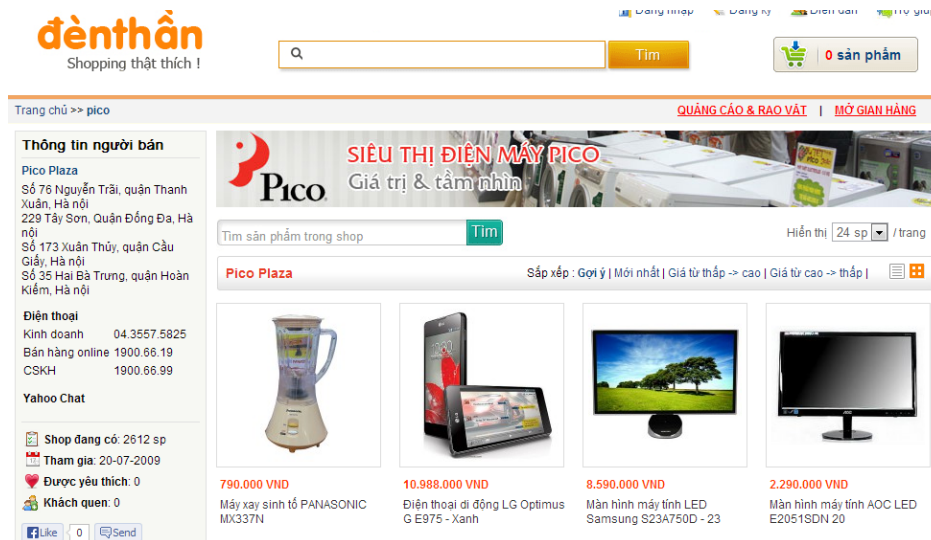 Đăng nhập
Đăng ký
Diễn đàn
Trợ giúp
đènthần
Shopping thật thích !
Tìm
0 sản phẩm
Trang chủ >> pico
QUẢNG CÁO & RAO VẶT | MỞ GIAN HÀNG
Thông tin người bán
Pico Plaza
Số 76 Nguyễn Trãi, quận Thanh
Xuân, Hà nội
229 Tây Sơn, Quận Đống Đa, Hà
nội
Số 173 Xuân Thủy, quận Cầu
Giấy, Hà nội
Số 35 Hai Bà Trưng, quận Hoàn
Kiếm, Hà nội
Điện thoại
Kinh doanh 04.3557.5825
Bán hàng online 1900.66.19
CSKH 1900.66.99
Yahoo Chat
Shop đang có: 2612 sp
Tham gia: 20-07-2009
Được yêu thích: 0
Khách quen: 0
Like 0 Send
Pico
SIÊU THỊ ĐIỆN MÁY PICO
Giá trị & tầm nhìn
Tìm sản phẩm trong shop
Tìm
Hiển thị 24 sp / trang
Pico Plaza
Sắp xếp : Gợi ý | Mới nhất | Giá từ thấp -> cao | Giá từ cao -> thấp |
790.000 VND
Máy xay sinh tố PANASONIC
MX337N
10.988.000 VND
Điện thoại di động LG Optimus
G E975 - Xanh
8.590.000 VND
Màn hình máy tính LED
Samsung S23A750D - 23
2.290.000 VND
Màn hình máy tính AOC LED
E2051SDN 20